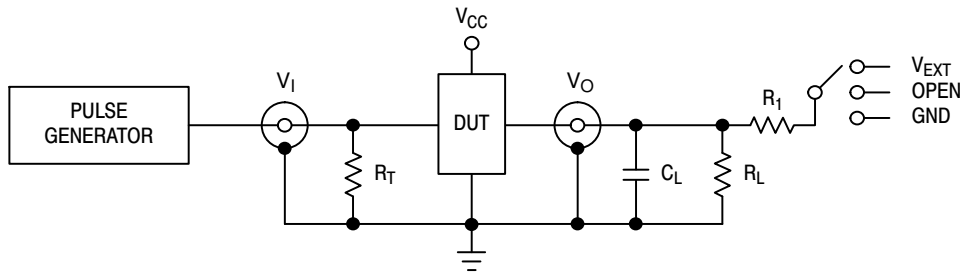 V_CC
V_I
V_O
V_EXT
OPEN
GND
R_1
PULSE
GENERATOR
DUT
R_T
C_L
R_L